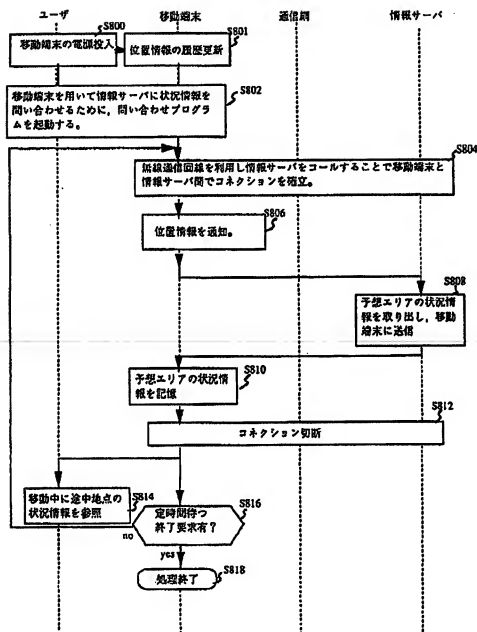 ユーザ
移動端末
通信網
情報サーバ
S800
移動端末の電源投入
S801
位置情報の履歴更新
S802
移動端末を用いて情報サーバに状況情報を
問い合わせるために，問い合わせプログラ
ムを起動する。
S804
無線通信回線を利用し情報サーバをコールすることで移動端末と
情報サーバ間でコネクションを確立。
S806
位置情報を通知。
S808
予想エリアの状況情
報を取り出し，移動
端末に送信
S810
予想エリアの状況情
報を記憶
S812
コネクション切断
S814
移動中に途中地点の
状況情報を参照
S816
定時間待つ
終了要求有？
no
yes
S818
処理終了